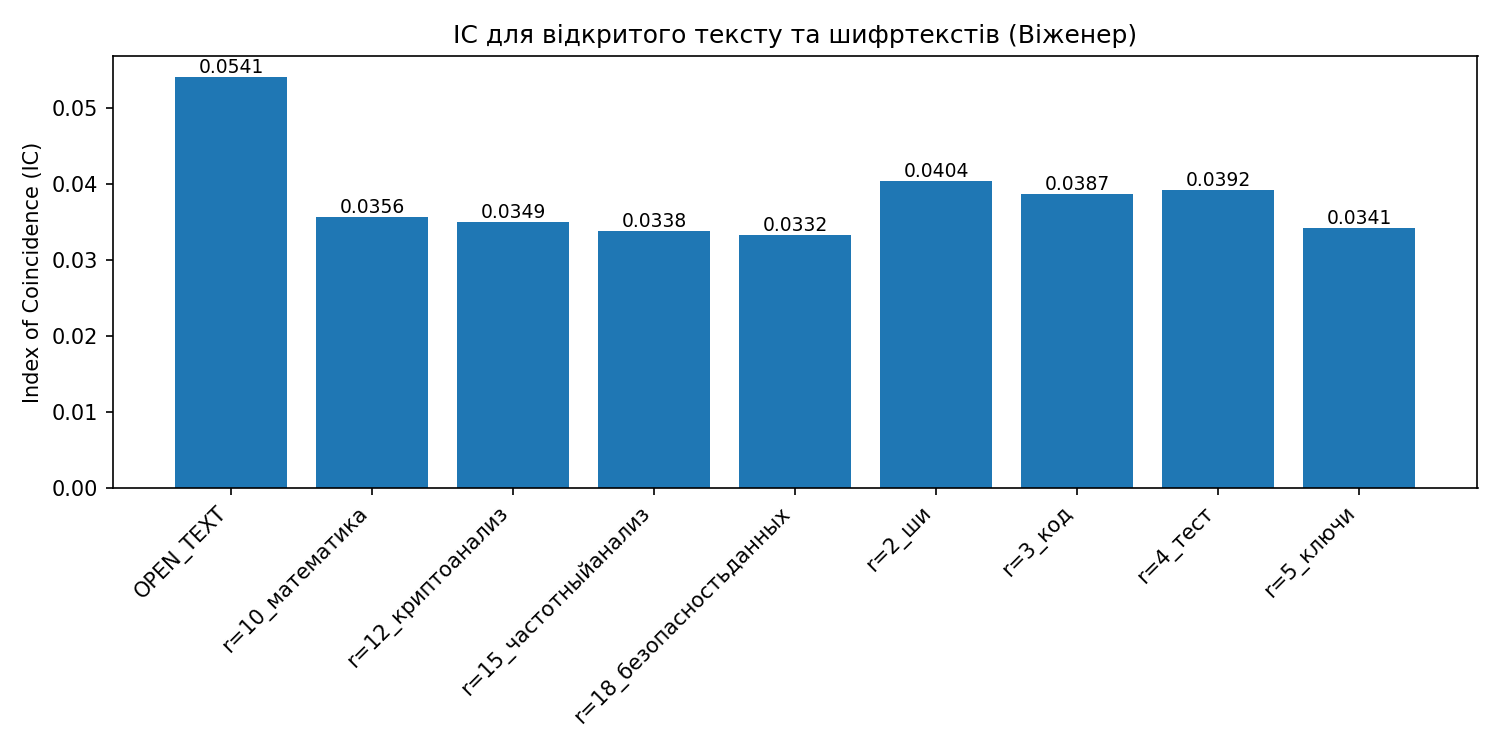 IC для відкритого тексту та шифртекстів (Віженер)
Index of Coincidence (IC)
0.05
0.04
0.03
0.02
0.01
0.00
0.0541
0.0356
0.0349
0.0338
0.0332
0.0404
0.0387
0.0392
0.0341
OPEN_TEXT
r=10_математика
r=12_криптоанализ
r=15_частотныйанализ
r=18_безопасностьданных
r=2_ши
r=3_код
r=4_тест
r=5_ключи